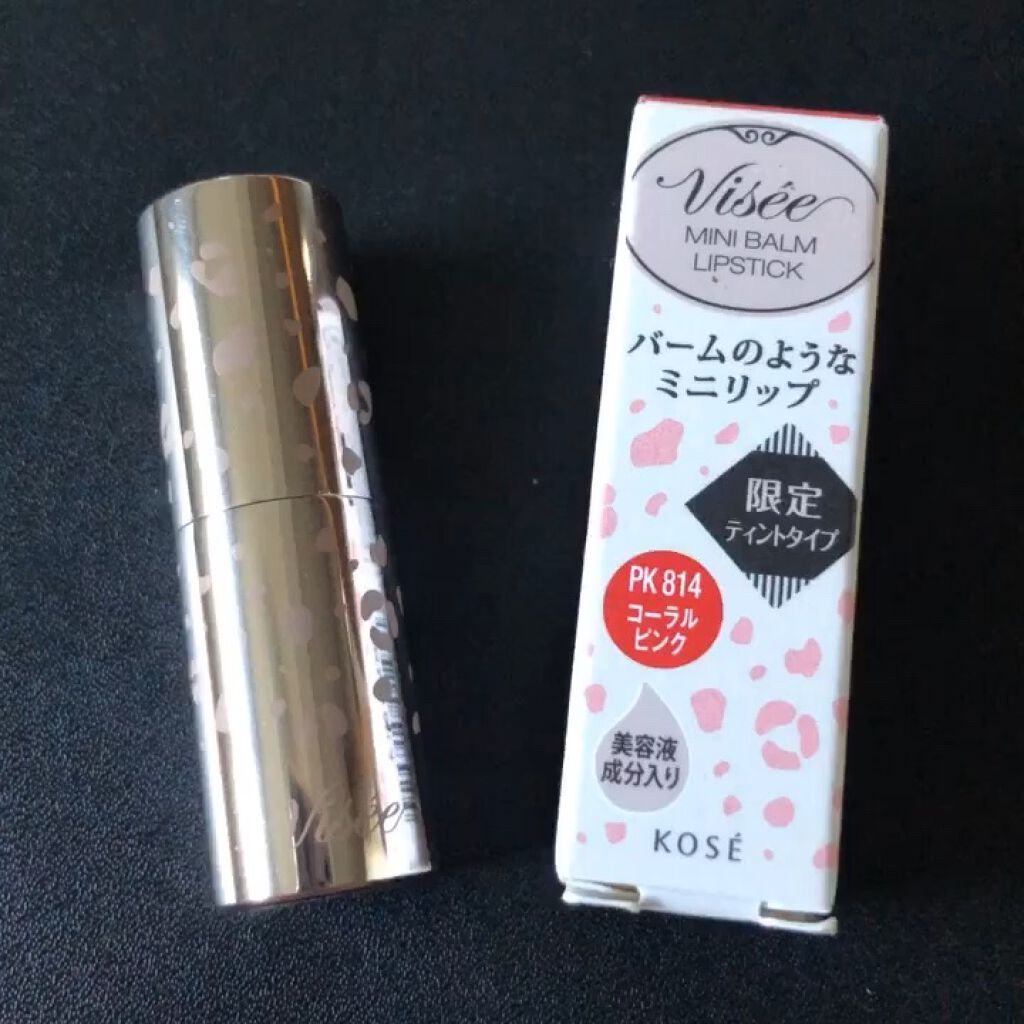 Visée
MINI BALM
LIPSTICK
バームのような
ミニリップ
限定
ティントタイプ
PK 814
コーラル
ピンク
美容液
成分入り
KOSÉ
Visée